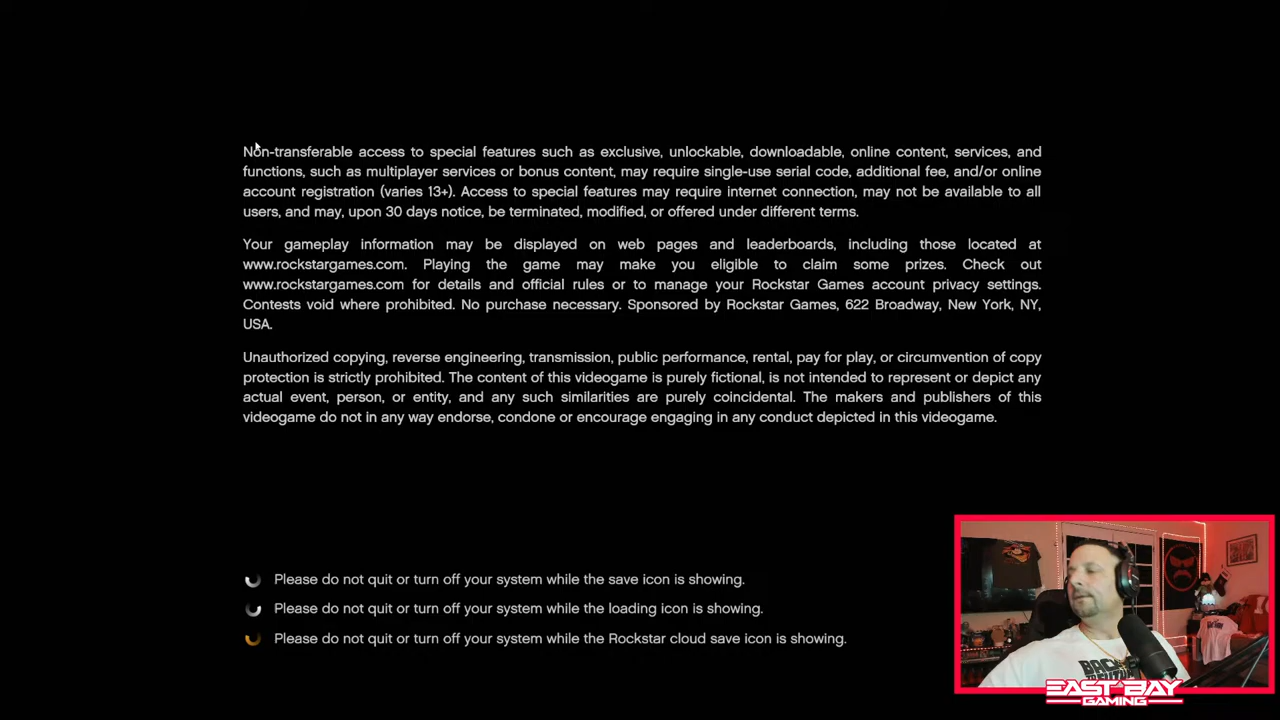 Non-transferable access to special features such as exclusive, unlockable, downloadable, online content, services, and
functions, such as multiplayer services or bonus content, may require single-use serial code, additional fee, and/or online
account registration (varies 13+). Access to special features may require internet connection, may not be available to all
users, and may, upon 30 days notice, be terminated, modified, or offered under different terms.
Your gameplay information may be displayed on web pages and leaderboards, including those located at
www.rockstargames.com. Playing the game may make you eligible to claim some prizes. Check out
www.rockstargames.com for details and official rules or to manage your Rockstar Games account privacy settings.
Contests void where prohibited. No purchase necessary. Sponsored by Rockstar Games, 622 Broadway, New York, NY,
USA.
Unauthorized copying, reverse engineering, transmission, public performance, rental, pay for play, or circumvention of copy
protection is strictly prohibited. The content of this videogame is purely fictional, is not intended to represent or depict any
actual event, person, or entity, and any such similarities are purely coincidental. The makers and publishers of this
videogame do not in any way endorse, condone or encourage engaging in any conduct depicted in this videogame.
Please do not quit or turn off your system while the save icon is showing.
Please do not quit or turn off your system while the loading icon is showing.
Please do not quit or turn off your system while the Rockstar cloud save icon is showing.
EAST BAY
GAMING